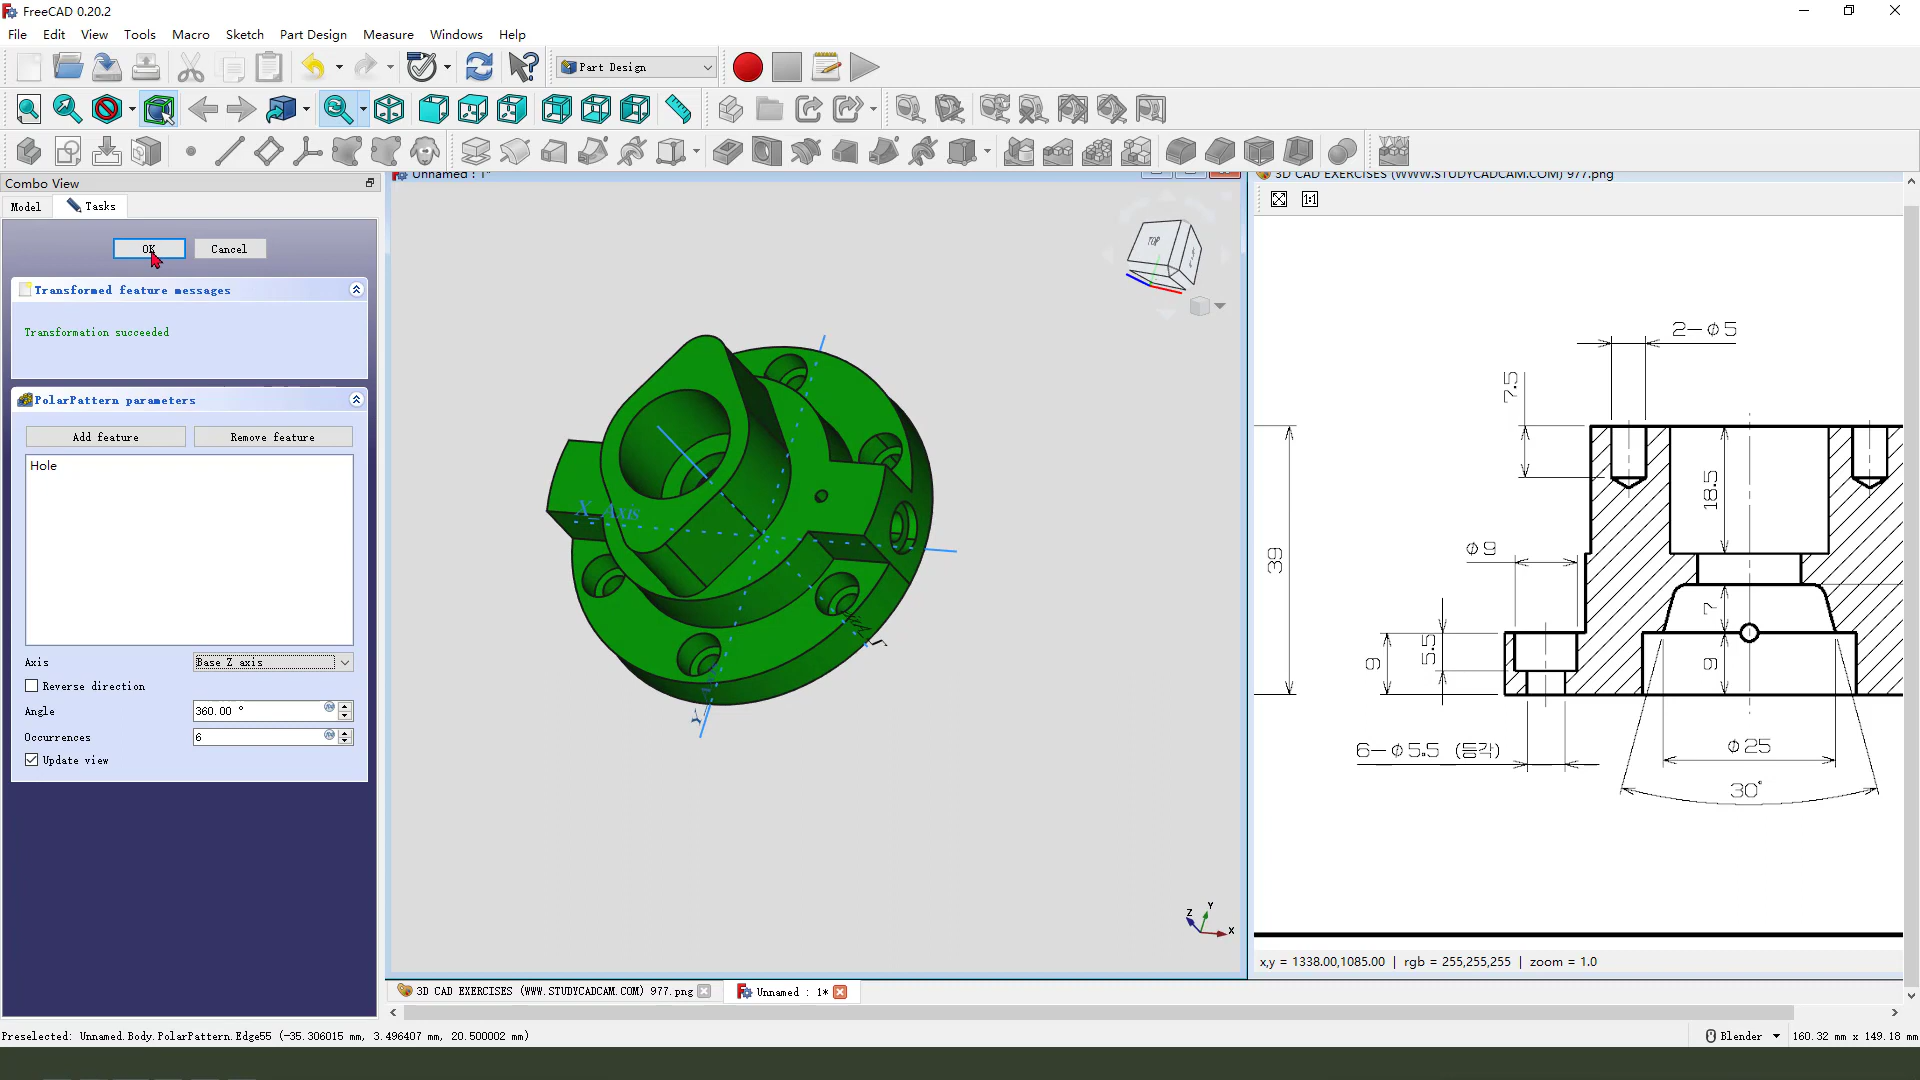 FreeCAD 0.20.2
File Edit View Tools Macro Sketch Part Design Measure Windows Help
Part Design
Combo View
Model Tasks
OK Cancel
Transformed feature messages
Transformation succeeded
PolarPattern parameters
Add feature Remove feature
Hole
Axis Base Z axis
Reverse direction
Angle 360.00 °
Occurrences 6
Update view
Unnamed : 1*
TOP
X_Axis
Z
Y
X
3D CAD EXERCISES (WWW.STUDYCADCAM.COM) 977.png
1:1
2-φ5
7.5
18.5
39
φ9
7
5.5
9
9
6-φ5.5 (등각)
φ25
30°
x,y = 1338.00,1085.00 | rgb = 255,255,255 | zoom = 1.0
3D CAD EXERCISES (WWW.STUDYCADCAM.COM) 977.png Unnamed : 1*
Preselected: Unnamed.Body.PolarPattern.Edge55 (-35.306015 mm, 3.496407 mm, 20.500002 mm)
Blender 160.32 mm x 149.18 mm